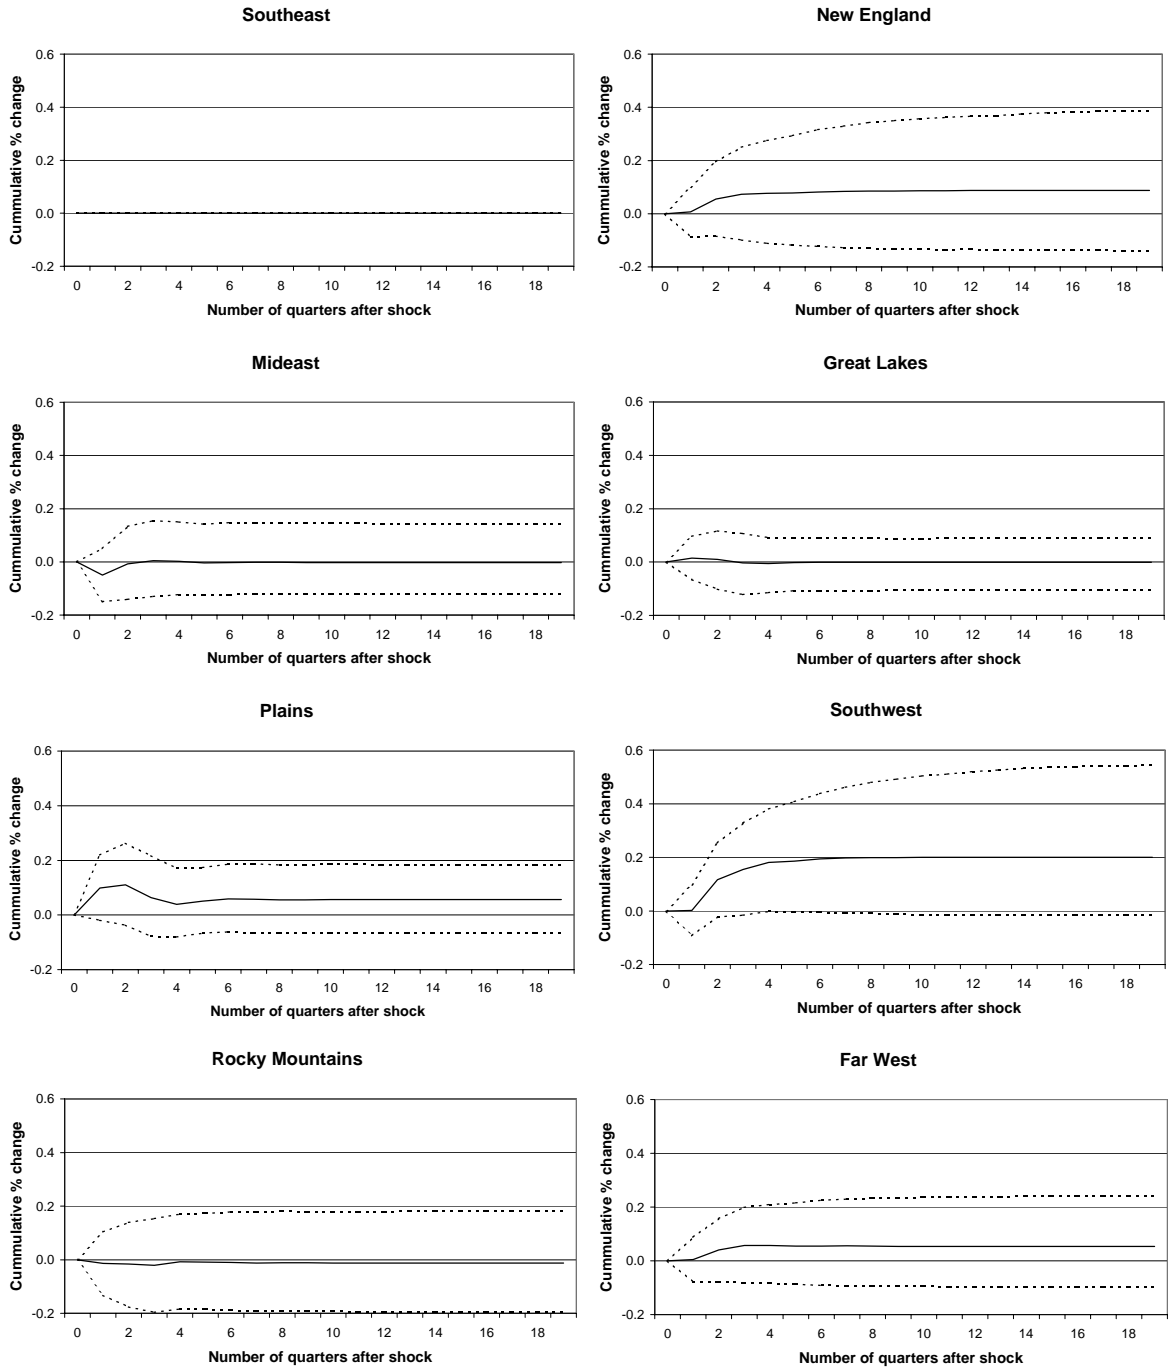 Southeast
Cummulative % change
0.6
0.4
0.2
0.0
-0.2
0 2 4 6 8 10 12 14 16 18
Number of quarters after shock
New England
Cummulative % change
0.6
0.4
0.2
0.0
-0.2
0 2 4 6 8 10 12 14 16 18
Number of quarters after shock
Mideast
Cummulative % change
0.6
0.4
0.2
0.0
-0.2
0 2 4 6 8 10 12 14 16 18
Number of quarters after shock
Great Lakes
Cummulative % change
0.6
0.4
0.2
0.0
-0.2
0 2 4 6 8 10 12 14 16 18
Number of quarters after shock
Plains
Cummulative % change
0.6
0.4
0.2
0.0
-0.2
0 2 4 6 8 10 12 14 16 18
Number of quarters after shock
Southwest
Cummulative % change
0.6
0.4
0.2
0.0
-0.2
0 2 4 6 8 10 12 14 16 18
Number of quarters after shock
Rocky Mountains
Cummulative % change
0.6
0.4
0.2
0.0
-0.2
0 2 4 6 8 10 12 14 16 18
Number of quarters after shock
Far West
Cummulative % change
0.6
0.4
0.2
0.0
-0.2
0 2 4 6 8 10 12 14 16 18
Number of quarters after shock